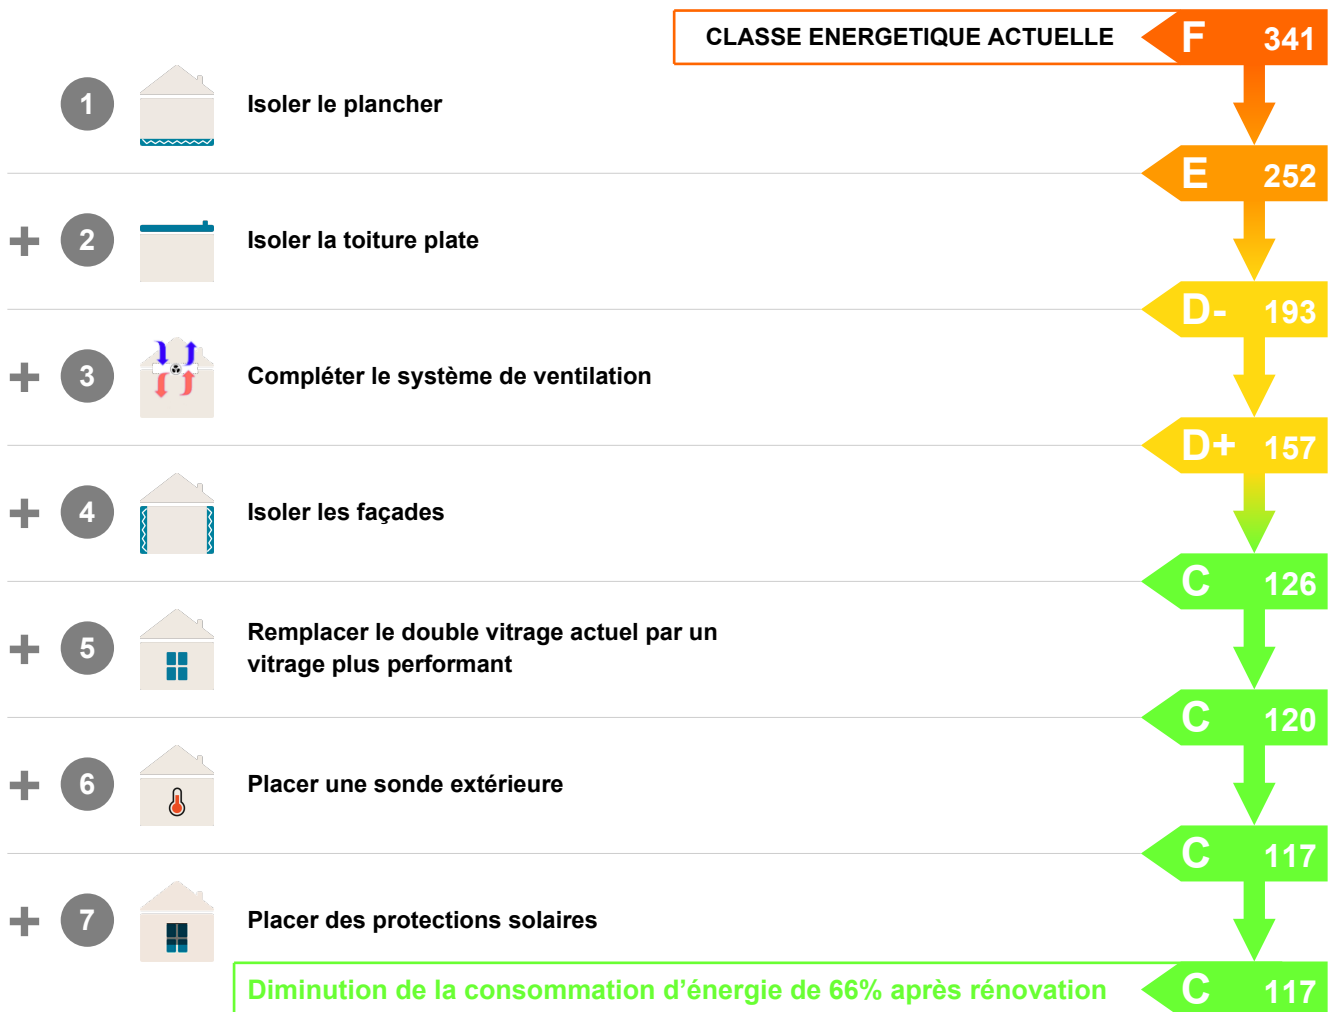 CLASSE ENERGETIQUE ACTUELLE F 341
1 Isoler le plancher
E 252
+ 2 Isoler la toiture plate
D- 193
+ 3 Compléter le système de ventilation
D+ 157
+ 4 Isoler les façades
C 126
+ 5 Remplacer le double vitrage actuel par un
vitrage plus performant
C 120
+ 6 Placer une sonde extérieure
C 117
+ 7 Placer des protections solaires
Diminution de la consommation d’énergie de 66% après rénovation C 117